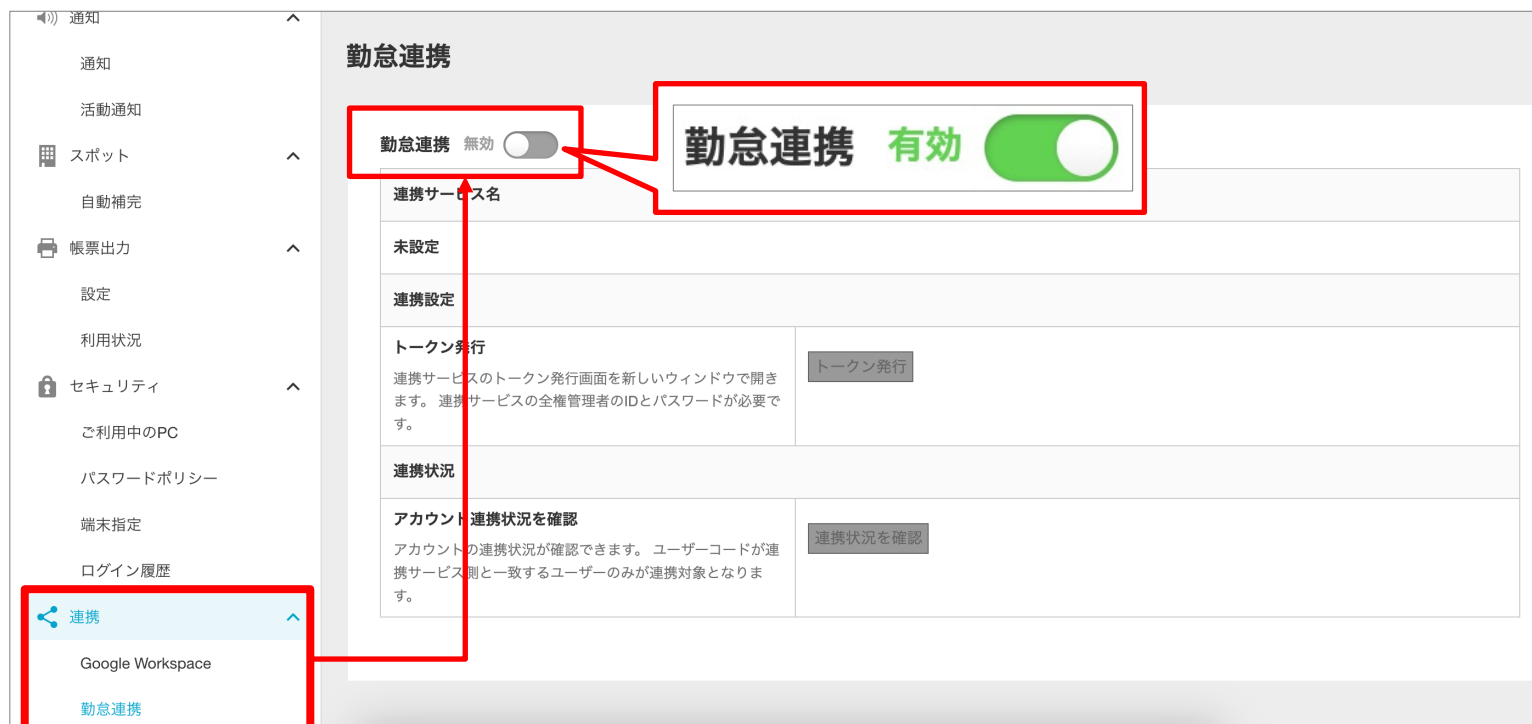 通知
通知
活動通知
スポット
自動補完
帳票出力
設定
利用状況
セキュリティ
ご利用中のPC
パスワードポリシー
端末指定
ログイン履歴
連携
Google Workspace
勤怠連携
勤怠連携
勤怠連携 無効
勤怠連携 有効
連携サービス名
未設定
連携設定
トークン発行
連携サービスのトークン発行画面を新しいウィンドウで開き
ます。 連携サービスの全権管理者のIDとパスワードが必要で
す。
トークン発行
連携状況
アカウント連携状況を確認
アカウントの連携状況が確認できます。 ユーザーコードが連
携サービス側と一致するユーザーのみが連携対象となりま
す。
連携状況を確認